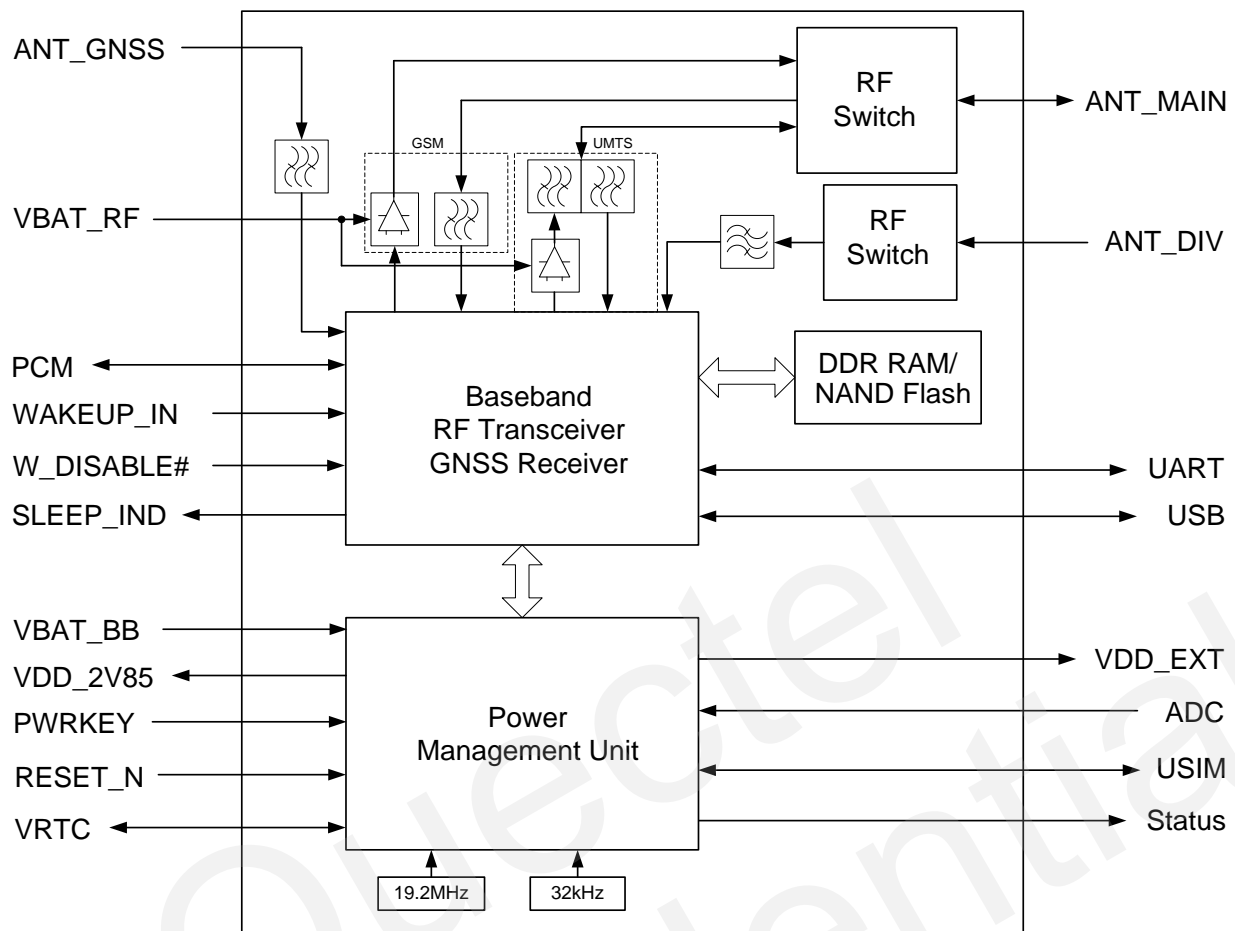 ANT_GNSS
VBAT_RF
PCM
WAKEUP_IN
W_DISABLE#
SLEEP_IND
VBAT_BB
VDD_2V85
PWRKEY
RESET_N
VRTC
GSM
UMTS
RF
Switch
RF
Switch
Baseband
RF Transceiver
GNSS Receiver
DDR RAM/
NAND Flash
Power
Management Unit
19.2MHz
32kHz
ANT_MAIN
ANT_DIV
UART
USB
VDD_EXT
ADC
USIM
Status
Quectel